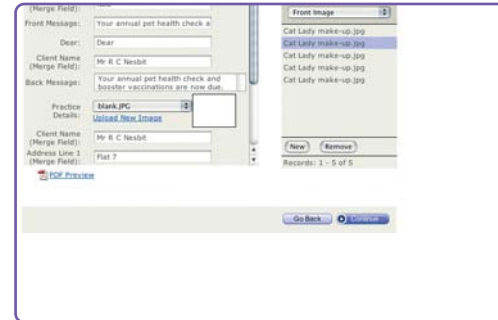 (Merge Field):
Front Message: Your annual pet health check a
Dear: Dear
Client Name
(Merge Field): Mr R C Nesbit
Back Message: Your annual pet health check and
booster vaccinations are now due.
Practice
Details: blank.JPG
Upload New Image
Client Name
(Merge Field): Mr R C Nesbit
Address Line 1
(Merge Field): Flat 7
PDF Preview
Front Image
Cat Lady make-up.jpg
Cat Lady make-up.jpg
Cat Lady make-up.jpg
Cat Lady make-up.jpg
Cat Lady make-up.jpg
New Remove
Records: 1 - 5 of 5
Go Back Continue